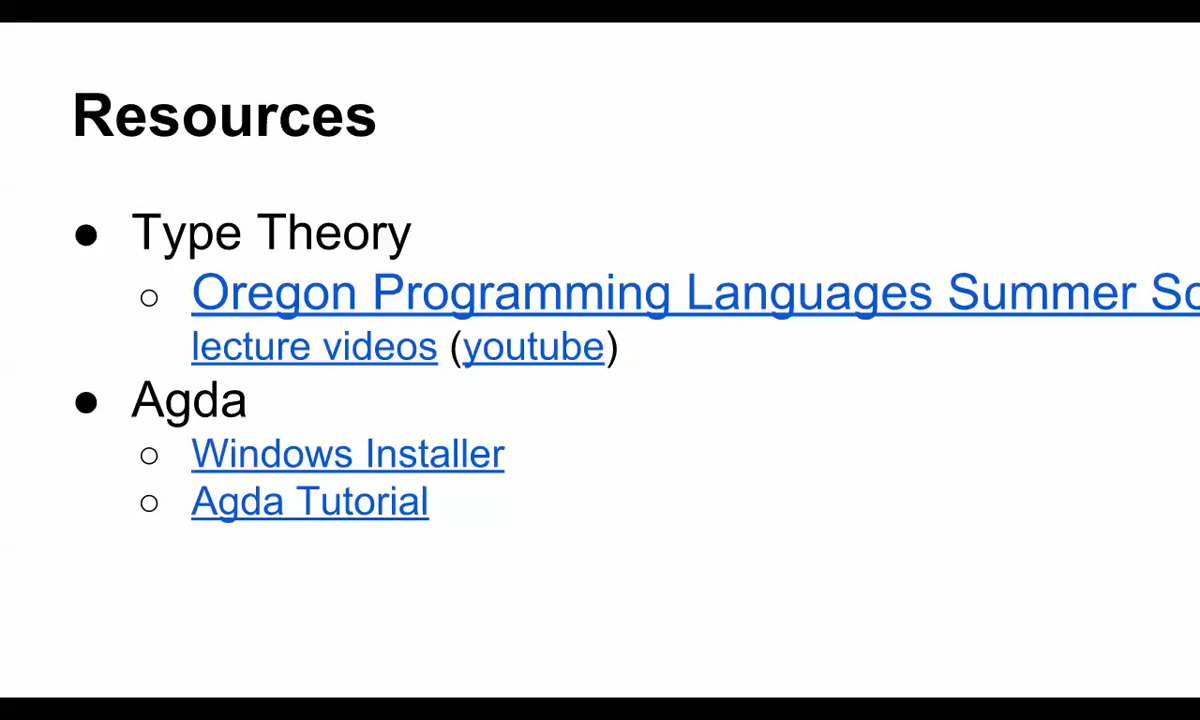 Resources
● Type Theory
○ Oregon Programming Languages Summer
lecture videos (youtube)
● Agda
○ Windows Installer
○ Agda Tutorial